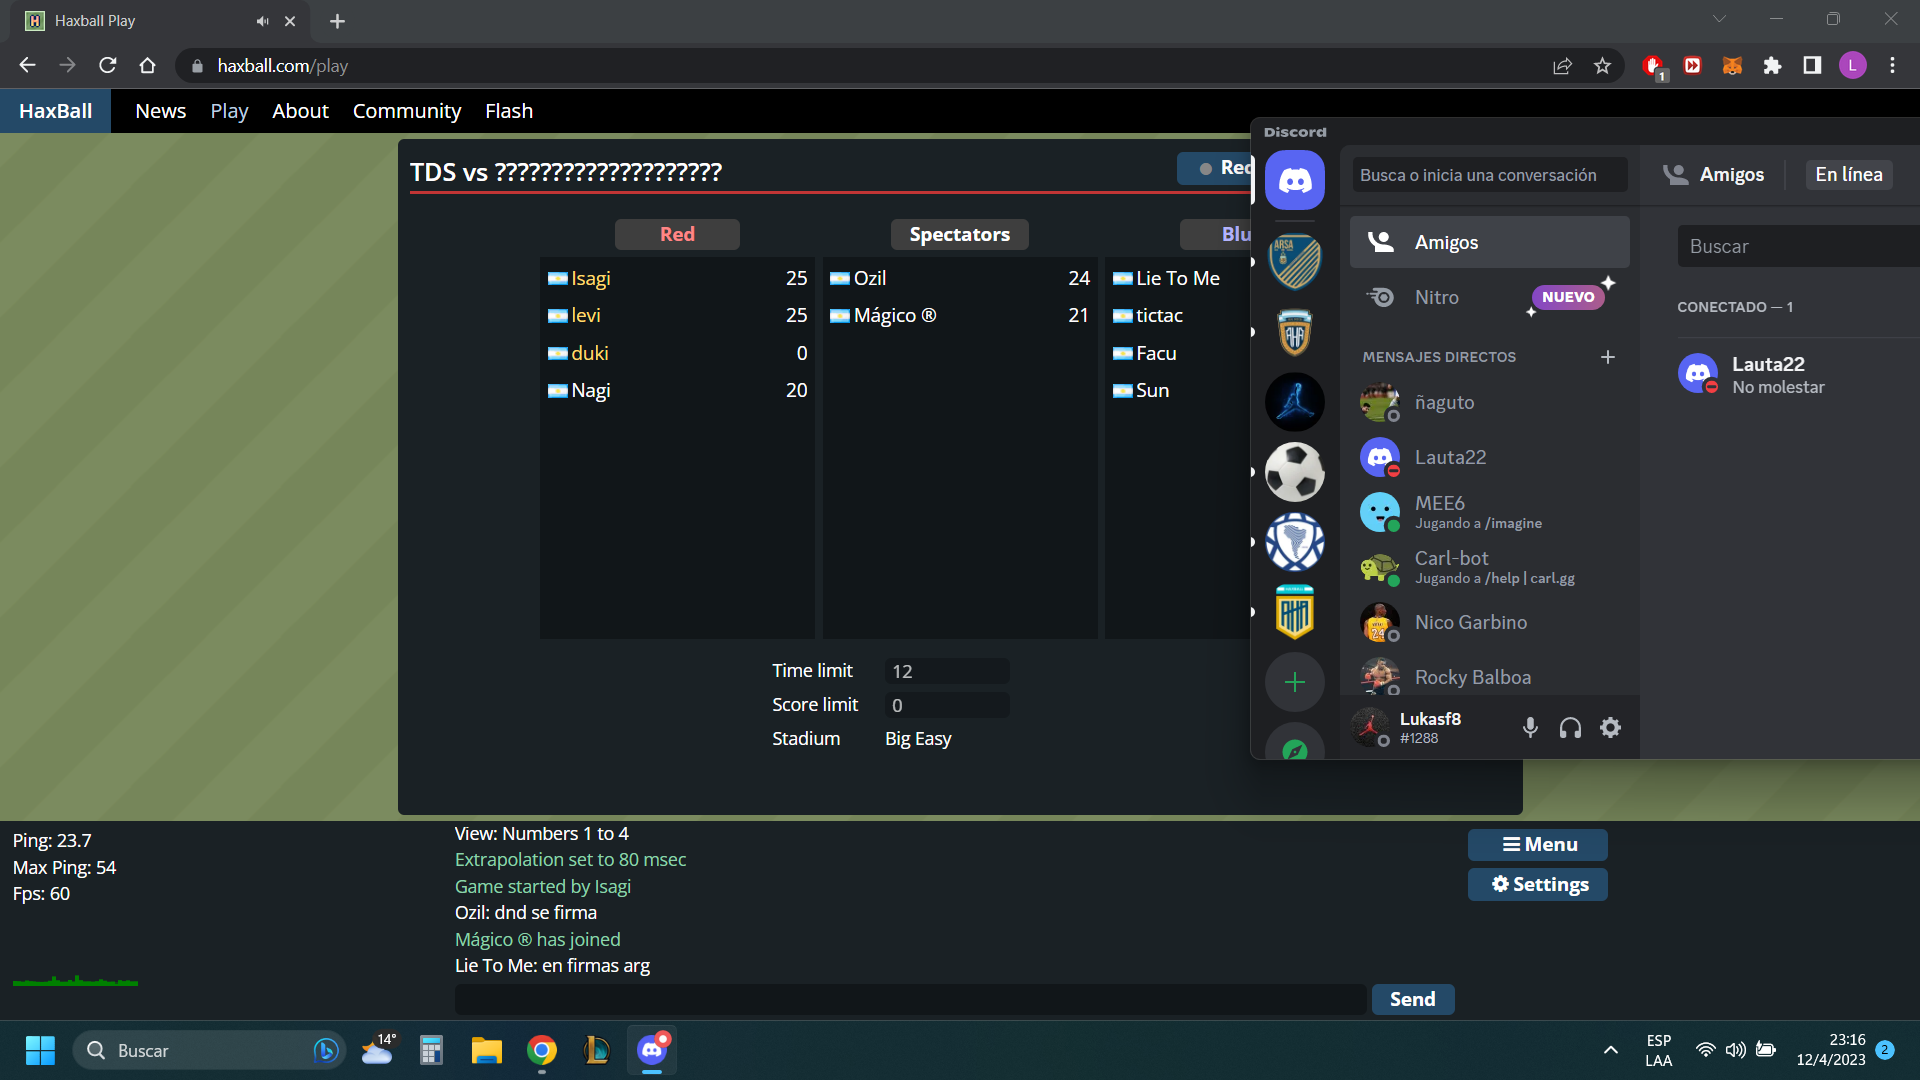 Haxball Play
haxball.com/play
1
L
HaxBall
News
Play
About
Community
Flash
TDS vs ????????????????????
Rec
Red
Spectators
Blu
Isagi 25
levi 25
duki 0
Nagi 20
Ozil 24
Mágico ® 21
Lie To Me
tictac
Facu
Sun
Time limit 12
Score limit 0
Stadium Big Easy
Discord
ARSA
AHA
AHA
Busca o inicia una conversación
Amigos
Nitro
NUEVO
MENSAJES DIRECTOS
ñaguto
Lauta22
MEE6
Jugando a /imagine
Carl-bot
Jugando a /help | carl.gg
Nico Garbino
Rocky Balboa
Lukasf8
#1288
Amigos
En línea
Buscar
CONECTADO — 1
Lauta22
No molestar
Ping: 23.7
Max Ping: 54
Fps: 60
View: Numbers 1 to 4
Extrapolation set to 80 msec
Game started by Isagi
Ozil: dnd se firma
Mágico ® has joined
Lie To Me: en firmas arg
Send
Menu
Settings
Buscar
14°
ESP
LAA
23:16
12/4/2023
2